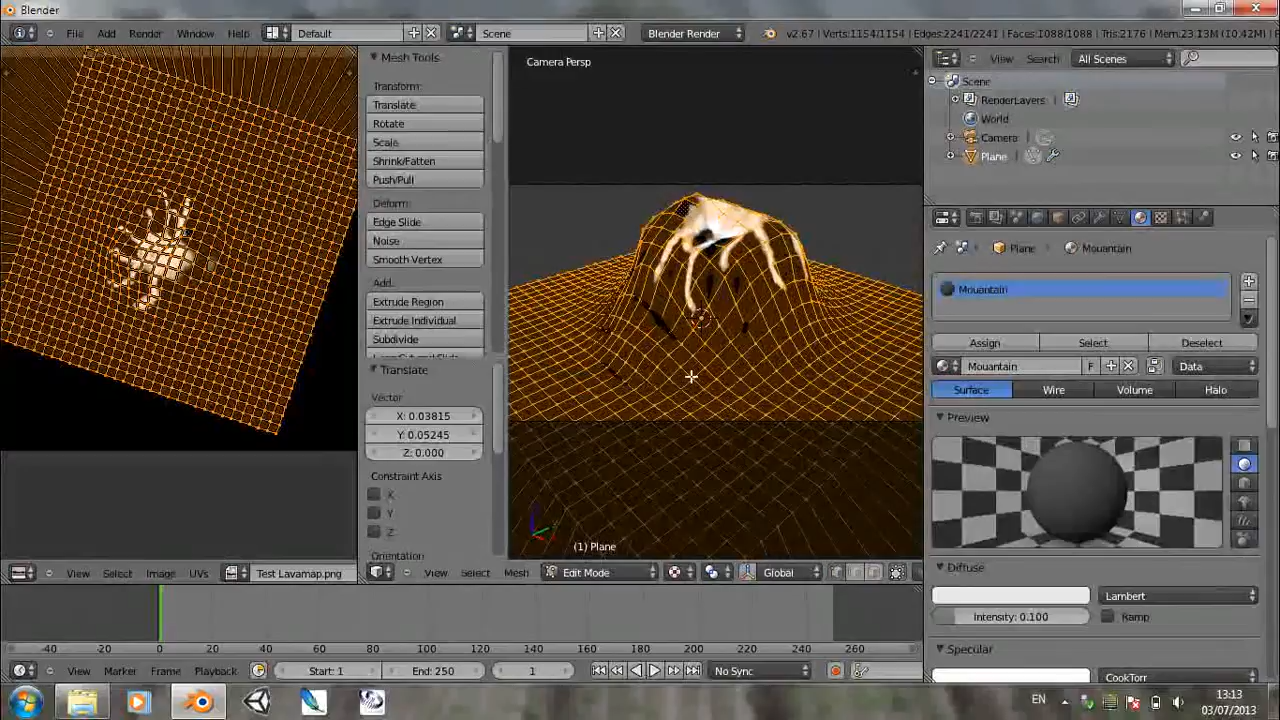 Blender
File Add Render Window Help Default Scene Blender Render v2.67 | Verts:1154/1154 | Edges:2241/2241 | Faces:1088/1088 | Tris:2176 | Mem:23.13M (10.42M)
Mesh Tools
Transform:
Translate
Rotate
Scale
Shrink/Fatten
Push/Pull
Deform:
Edge Slide
Noise
Smooth Vertex
Add:
Extrude Region
Extrude Individual
Subdivide
Translate
Vector
X: 0.03815
Y: 0.05245
Z: 0.000
Constraint Axis
X
Y
Z
Orientation
Camera Persp
(1) Plane
View Select Image UVs Test Lavamap.png
View Select Mesh Edit Mode Global
View Search All Scenes
Scene
RenderLayers
World
Camera
Plane
Plane Mouantain
Mouantain
Assign Select Deselect
Mouantain F Data
Surface Wire Volume Halo
Preview
Diffuse
Lambert
Intensity: 0.100 Ramp
Specular
CookTorr
-40 -20 0 20 40 60 80 100 120 140 160 180 200 220 240 260
View Marker Frame Playback Start: 1 End: 250 1 No Sync
EN
13:13
03/07/2013